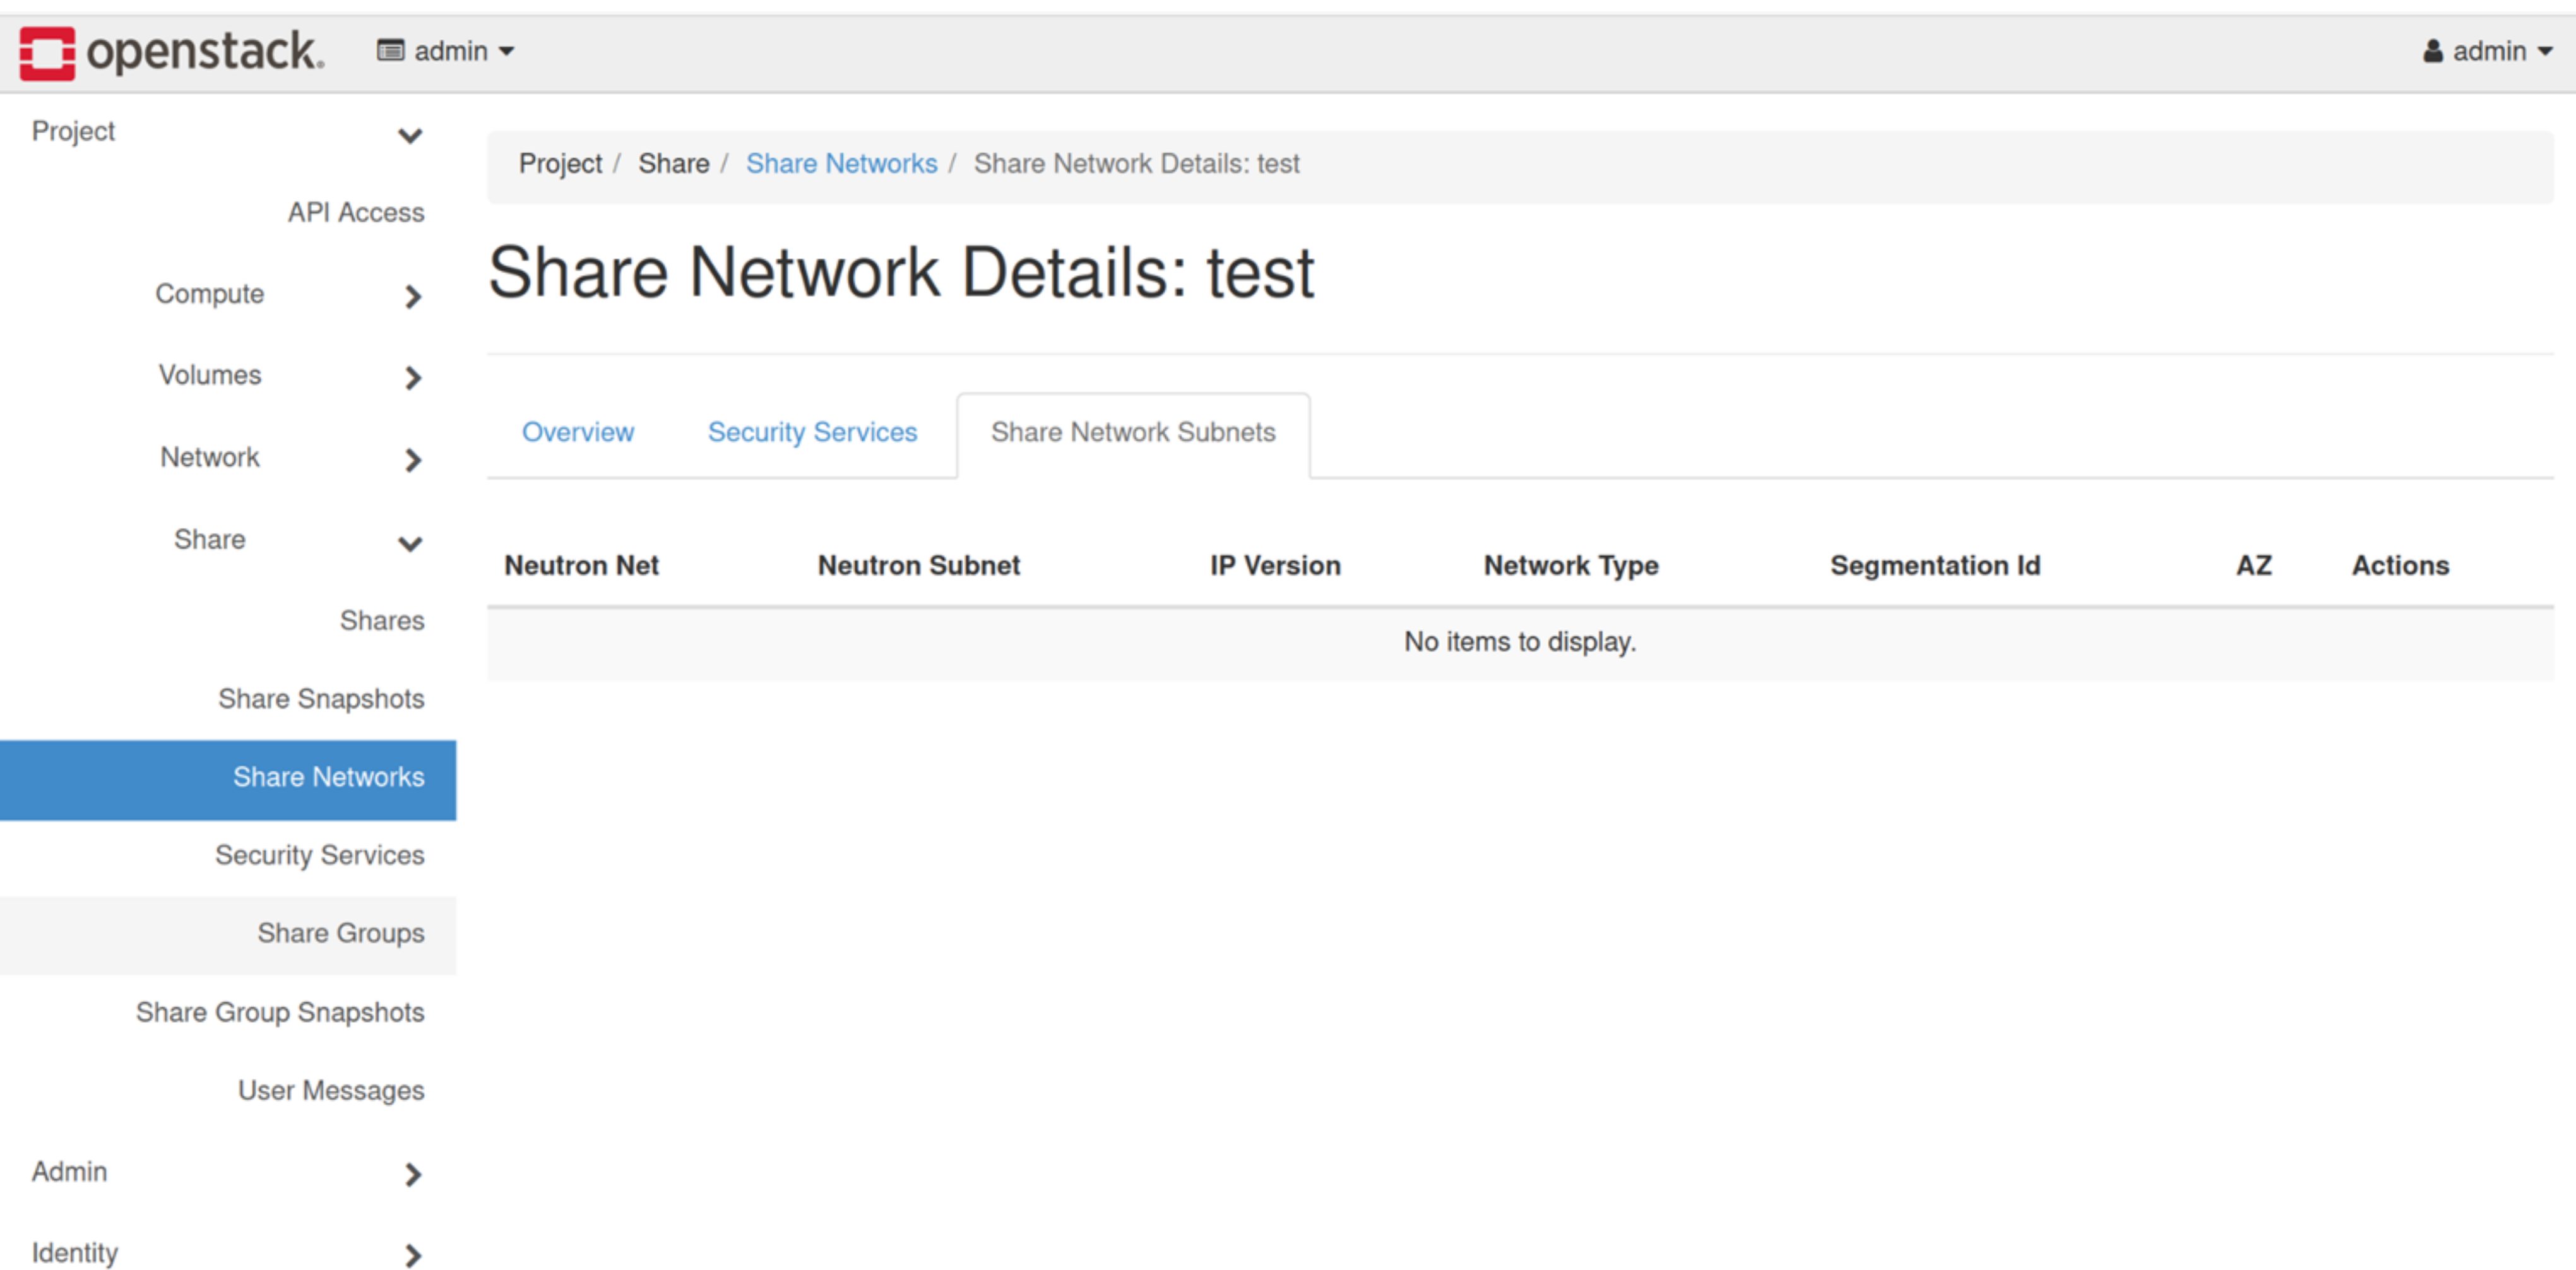 openstack. admin admin
Project
API Access
Compute
Volumes
Network
Share
Shares
Share Snapshots
Share Networks
Security Services
Share Groups
Share Group Snapshots
User Messages
Admin
Identity
Project / Share / Share Networks / Share Network Details: test
Share Network Details: test
Overview Security Services Share Network Subnets
Neutron Net Neutron Subnet IP Version Network Type Segmentation Id AZ Actions
No items to display.